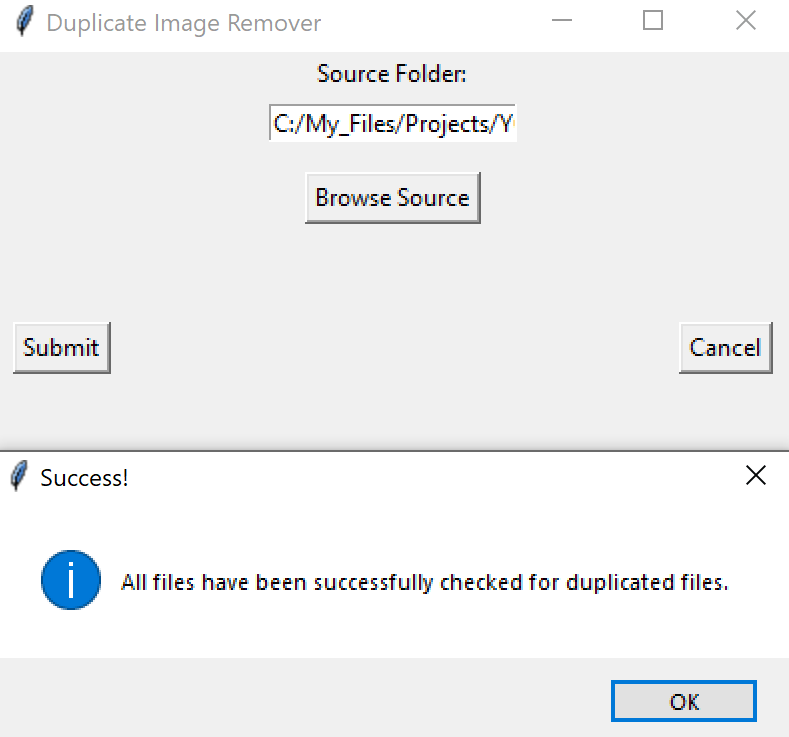 Duplicate Image Remover
Source Folder:
C:/My_Files/Projects/Y
Browse Source
Submit
Cancel
Success!
All files have been successfully checked for duplicated files.
OK